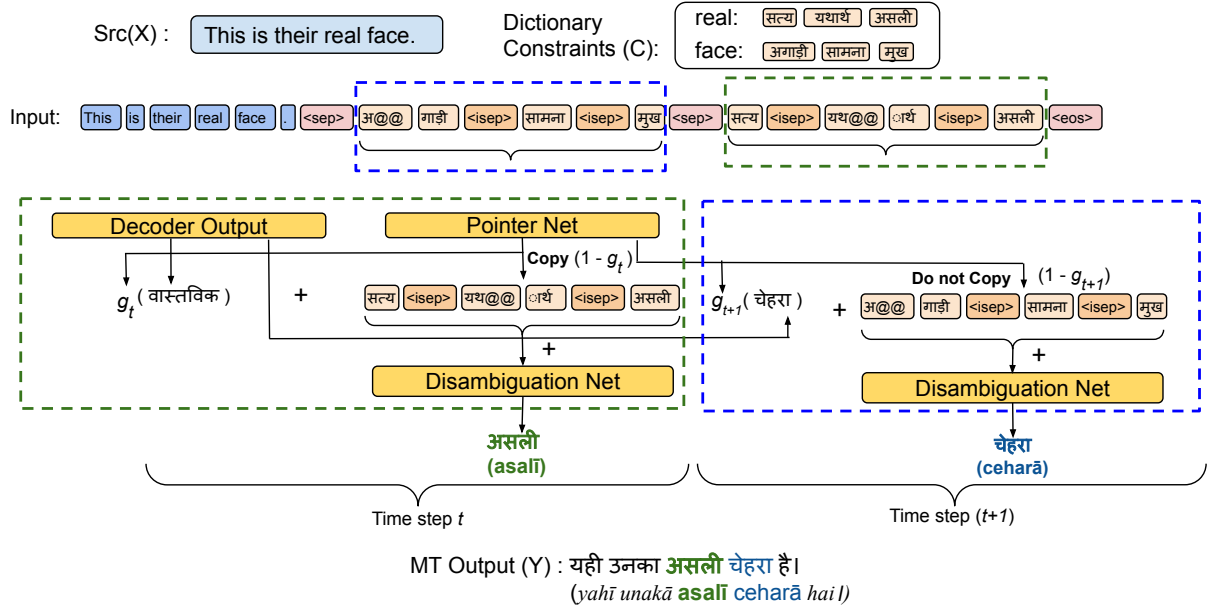 Src(X) : This is their real face.
Dictionary Constraints (C):
real: सत्य यथार्थ असली
face: अगाड़ी सामना मुख
Input: This is their real face . <sep> अ@@ गाड़ी <isep> सामना <isep> मुख <sep> सत्य <isep> यथ@@ ार्थ <isep> असली <eos>
Decoder Output Pointer Net
Copy (1 - gt)
Do not Copy (1 - gt+1)
gt( वास्तविक ) + सत्य <isep> यथ@@ ार्थ <isep> असली
gt+1( चेहरा ) + अ@@ गाड़ी <isep> सामना <isep> मुख
+ +
Disambiguation Net Disambiguation Net
असली चेहरा
(asalī) (ceharā)
Time step t Time step (t+1)
MT Output (Y) : यही उनका असली चेहरा है।
(yahī unakā asalī ceharā hai।)